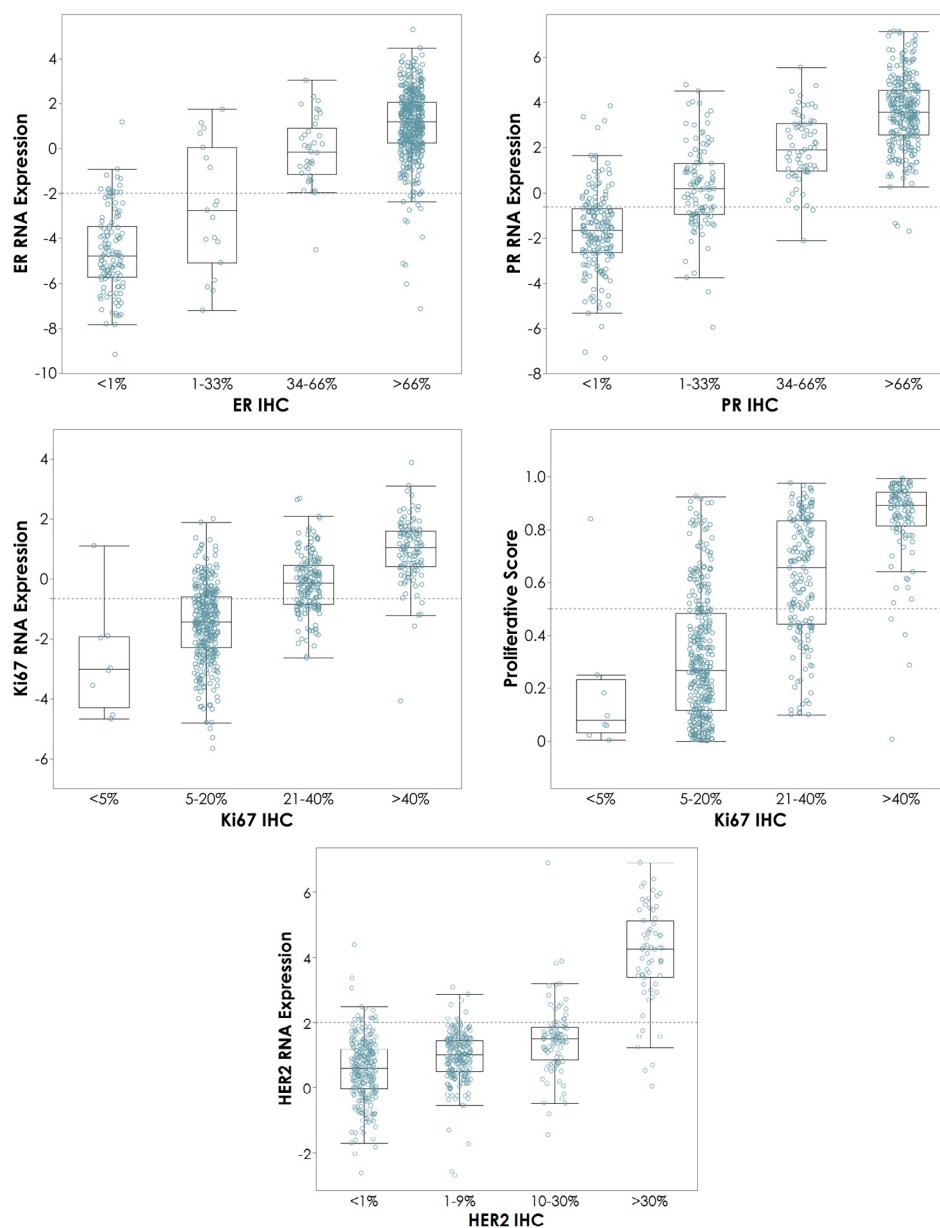 ER RNA Expression
4
2
0
-2
-4
-6
-8
-10
<1% 1-33% 34-66% >66%
ER IHC
PR RNA Expression
6
4
2
0
-2
-4
-6
-8
<1% 1-33% 34-66% >66%
PR IHC
Ki67 RNA Expression
4
2
0
-2
-4
-6
<5% 5-20% 21-40% >40%
Ki67 IHC
Proliferative Score
1.0
0.8
0.6
0.4
0.2
0
<5% 5-20% 21-40% >40%
Ki67 IHC
HER2 RNA Expression
6
4
2
0
-2
<1% 1-9% 10-30% >30%
HER2 IHC